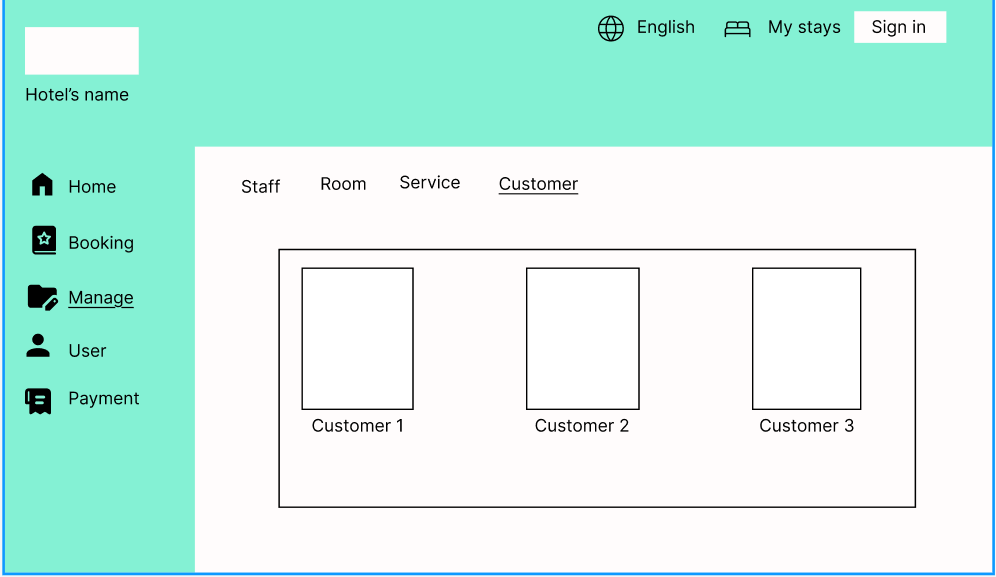 English
My stays
Sign in
Hotel's name
Home
Booking
Manage
User
Payment
Staff
Room
Service
Customer
Customer 1
Customer 2
Customer 3